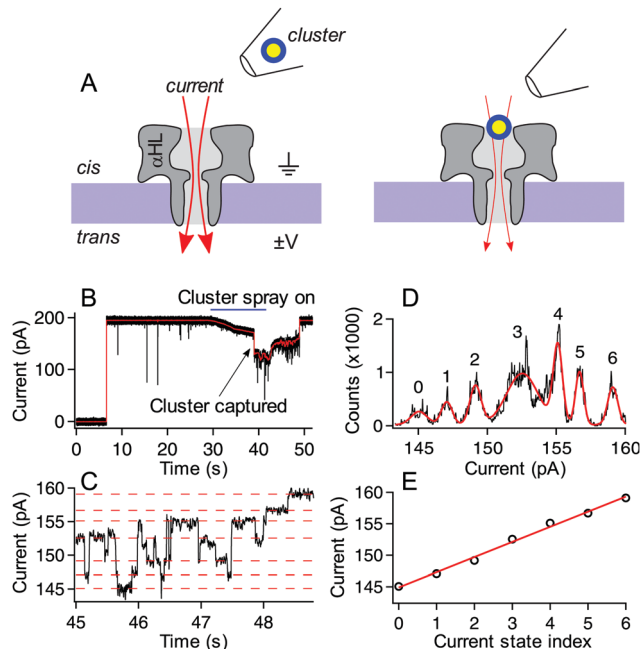 A
cluster
current
αHL
cis
trans
±V
B
Cluster spray on
200
100
0
Current (pA)
Cluster captured
0 10 20 30 40 50
Time (s)
C
160
155
150
145
Current (pA)
45 46 47 48
Time (s)
D
2
1
0
Counts (x1000)
0 1 2 3 4 5 6
145 150 155 160
Current (pA)
E
160
155
150
145
Current (pA)
0 1 2 3 4 5 6
Current state index